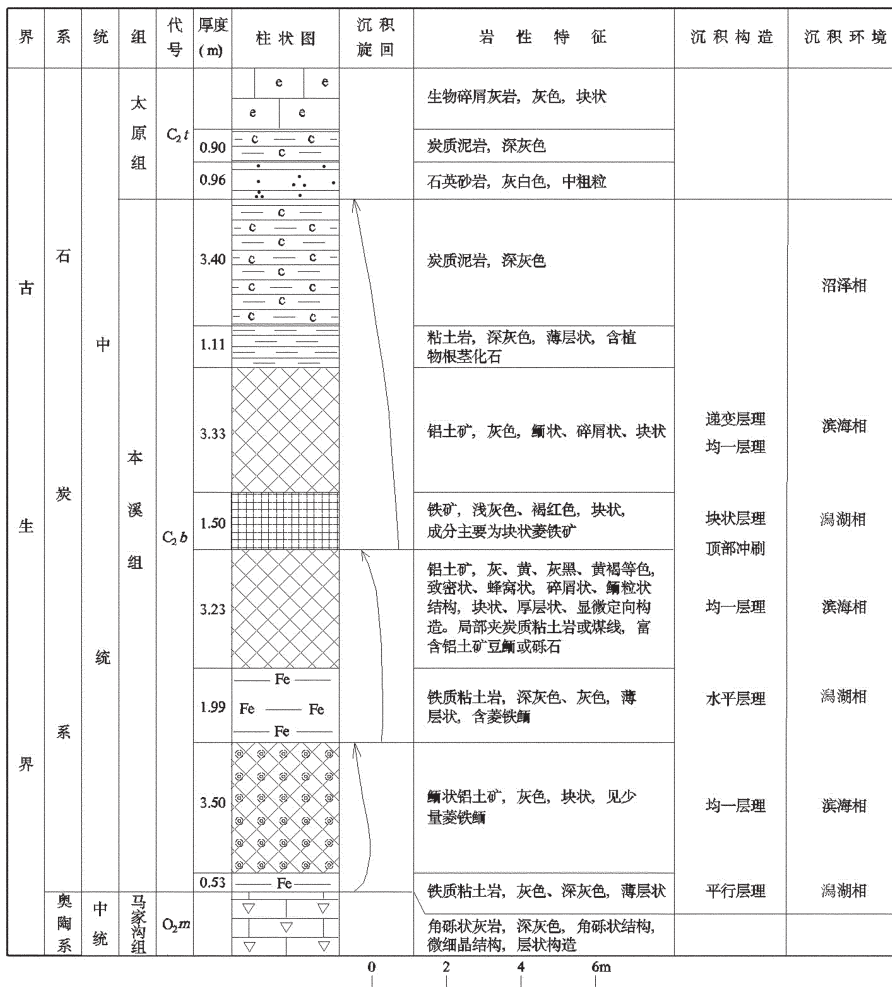 界 系 统 组 代号 厚度(m) 柱状图 沉积旋回 岩性特征 沉积构造 沉积环境
古生界
石炭系
中统
太原组
C₂t
e e
e e
生物碎屑灰岩, 灰色, 块状
0.90
c c
c
炭质泥岩, 深灰色
0.96
石英砂岩, 灰白色, 中粗粒
本溪组
C₂b
3.40
c
c c
c
c c
c
c c
c
c c
炭质泥岩, 深灰色
沼泽相
1.11
粘土岩, 深灰色, 薄层状, 含植
物根茎化石
3.33
铝土矿, 灰色, 鲕状、碎屑状、块状
递变层理
均一层理
滨海相
1.50
铁矿, 浅灰色、褐红色, 块状,
成分主要为块状菱铁矿
块状层理
顶部冲刷
潟湖相
3.23
铝土矿, 灰、黄、灰黑、黄褐等色,
致密状、蜂窝状, 碎屑状、鲕粒状
结构, 块状、厚层状、显微定向构
造。局部夹炭质粘土岩或煤线, 富
含铝土矿豆鲕或砾石
均一层理
滨海相
1.99
Fe
Fe Fe
Fe
铁质粘土岩, 深灰色、灰色, 薄
层状, 含菱铁鲕
水平层理
潟湖相
3.50
鲕状铝土矿, 灰色, 块状, 见少
量菱铁鲕
均一层理
滨海相
0.53
Fe
铁质粘土岩, 灰色、深灰色, 薄层状
平行层理
潟湖相
奥陶系
中统
马家沟组
O₂m
角砾状灰岩, 深灰色, 角砾状结构,
微细晶结构, 层状构造
0 2 4 6m